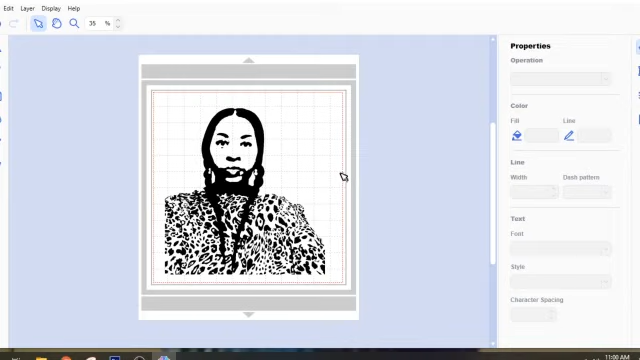 Edit Layer Display Help
35 %
Properties
Operation
Color
Fill Line
Line
Width Dash pattern
Text
Font
Style
Character Spacing
11:00 AM